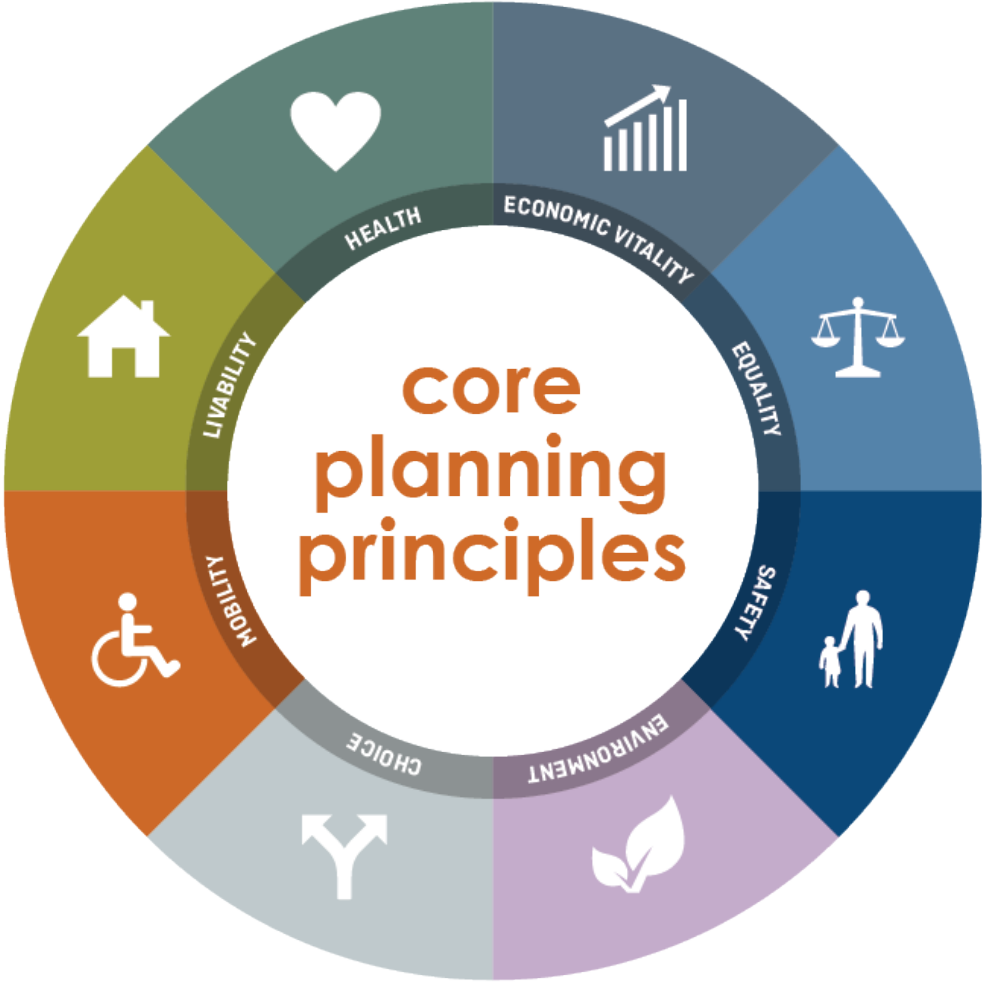 HEALTH
ECONOMIC VITALITY
EQUALITY
SAFETY
ENVIRONMENT
CHOICE
MOBILITY
LIVABILITY
core
planning
principles